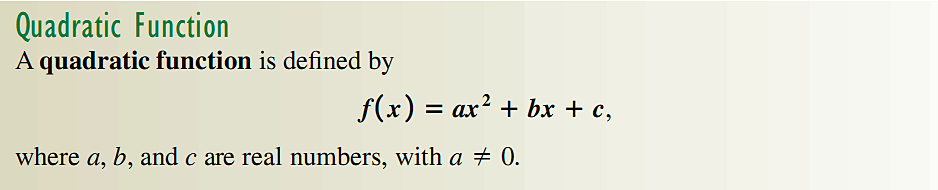 Quadratic Function
A quadratic function is defined by
f(x) = ax² + bx + c,
where a, b, and c are real numbers, with a ≠ 0.